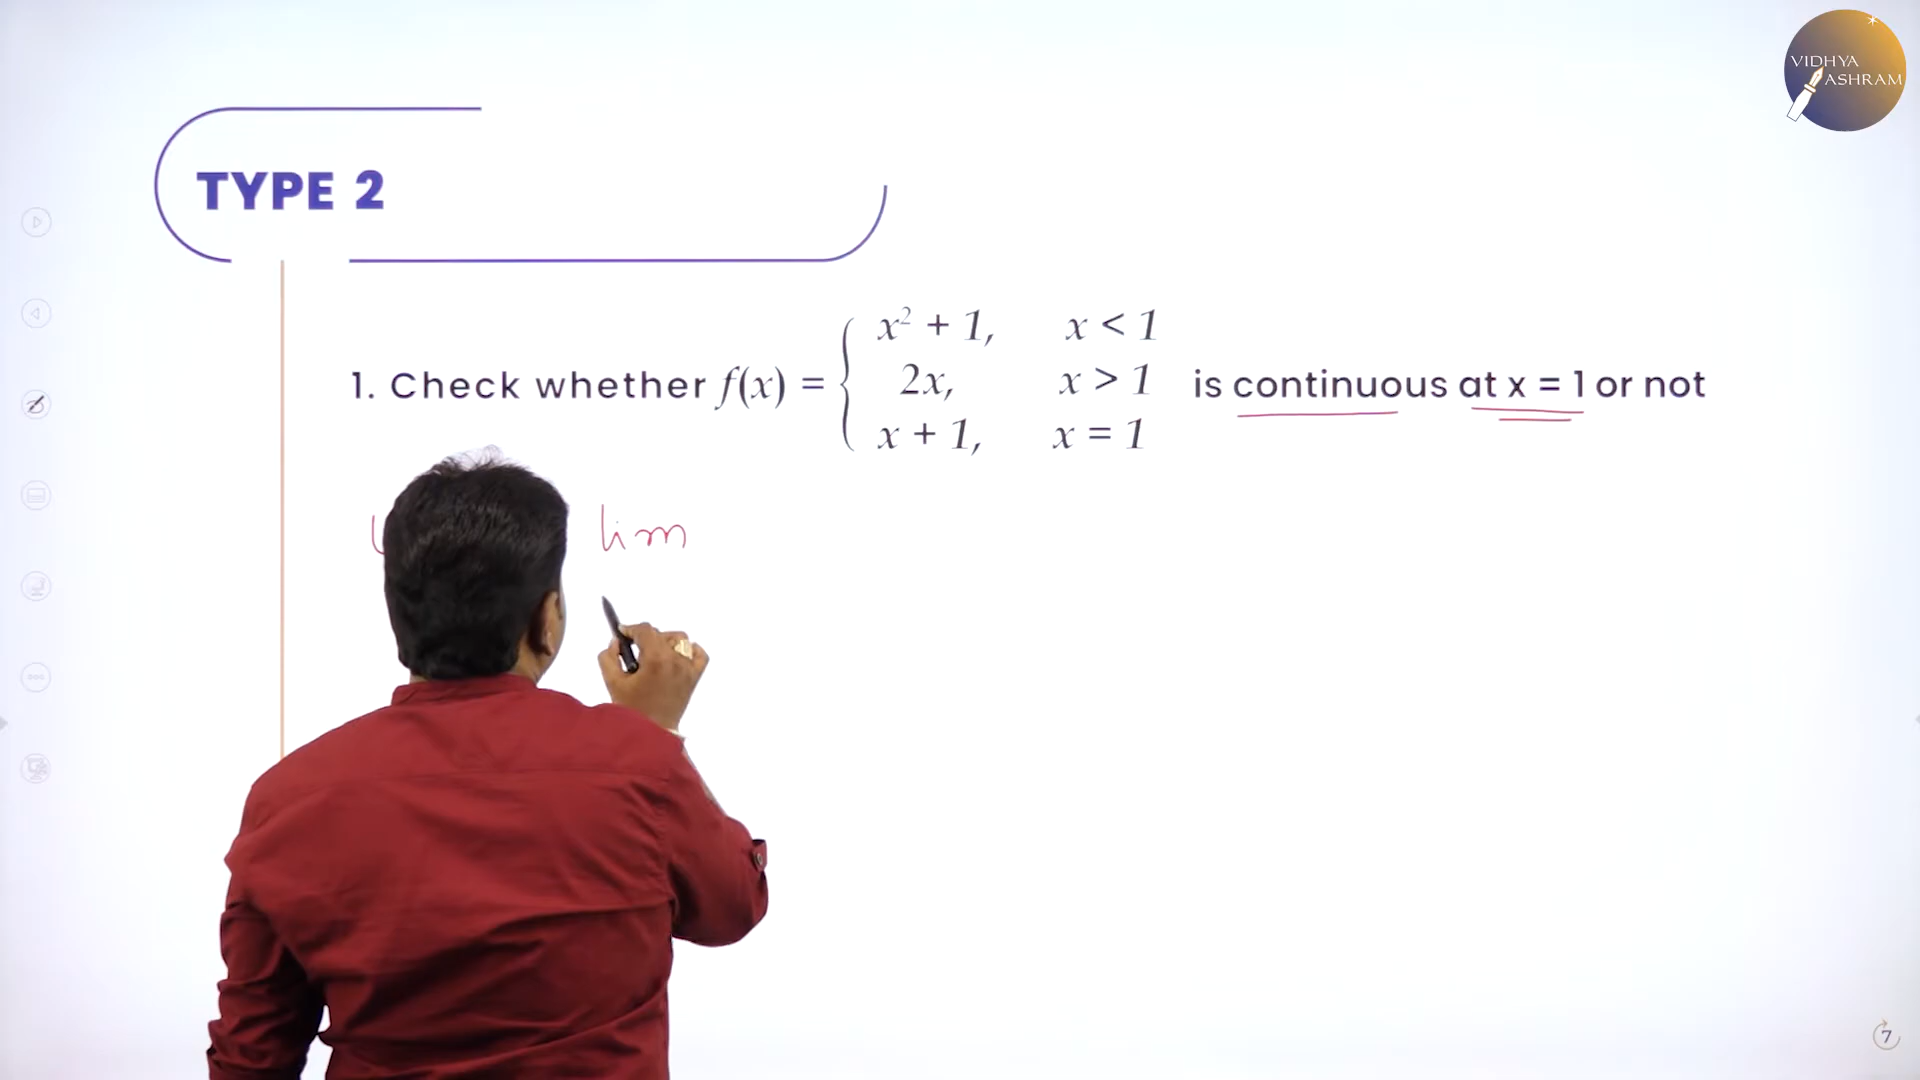 VIDHYA
ASHRAM
TYPE 2
x² + 1, x < 1
1. Check whether f(x) = { 2x, x > 1 is continuous at x = 1 or not
x + 1, x = 1
lim
7